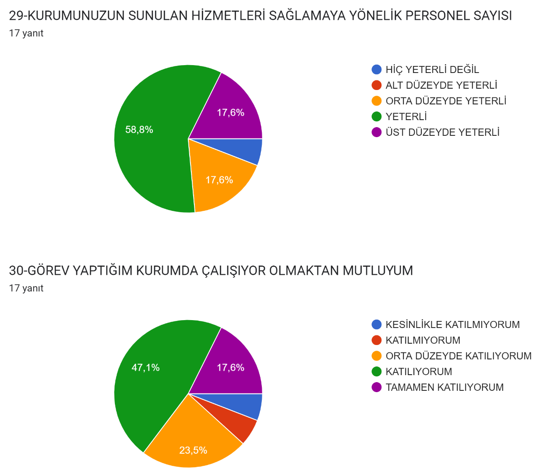 29-KURUMUNUZUN SUNULAN HİZMETLERİ SAĞLAMAYA YÖNELİK PERSONEL SAYISI
17 yanıt
HİÇ YETERLİ DEĞİL
ALT DÜZEYDE YETERLİ
ORTA DÜZEYDE YETERLİ
YETERLİ
ÜST DÜZEYDE YETERLİ
17,6%
58,8%
17,6%
30-GÖREV YAPTIĞIM KURUMDA ÇALIŞIYOR OLMAKTAN MUTLUYUM
17 yanıt
KESİNLİKLE KATILMIYORUM
KATILMIYORUM
ORTA DÜZEYDE KATILIYORUM
KATILIYORUM
TAMAMEN KATILIYORUM
47,1%
17,6%
23,5%